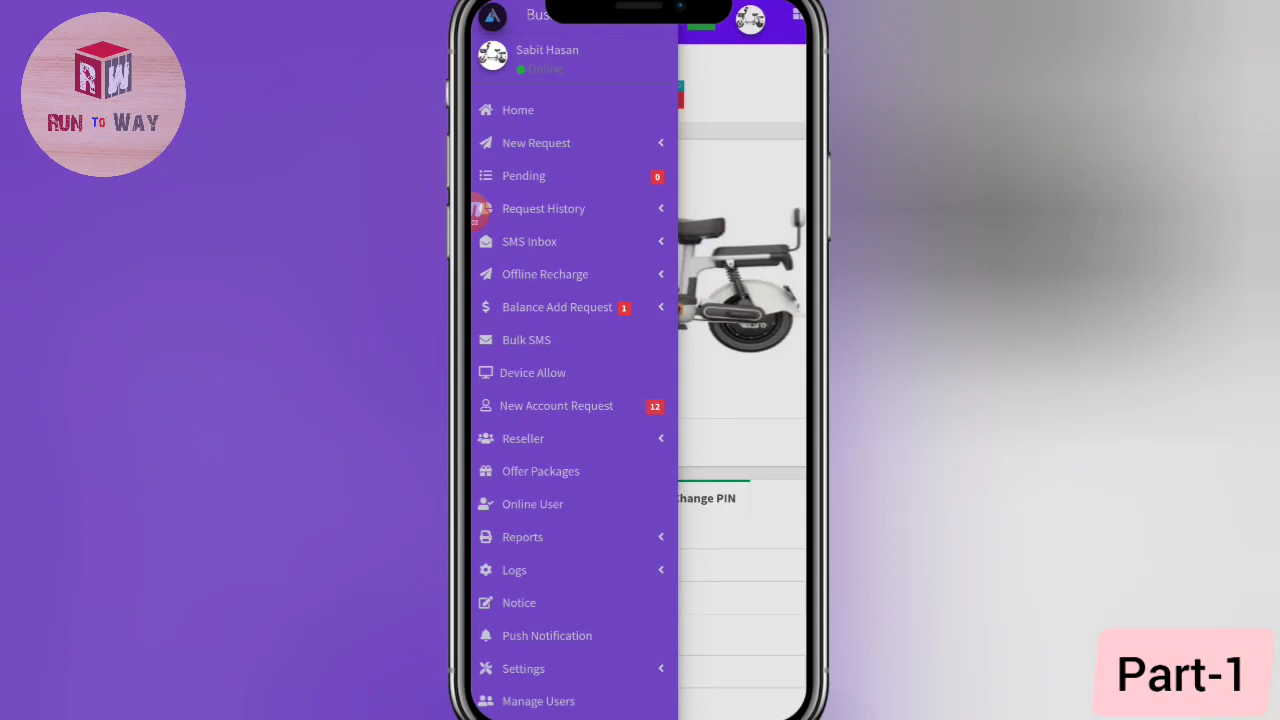 RW
RUN TO WAY
Sabit Hasan
Online
Home
New Request
Pending 0
Request History
SMS Inbox
Offline Recharge
Balance Add Request 1
Bulk SMS
Device Allow
New Account Request 12
Reseller
Offer Packages
Online User
Change PIN
Reports
Logs
Notice
Push Notification
Settings
Manage Users
Part-1